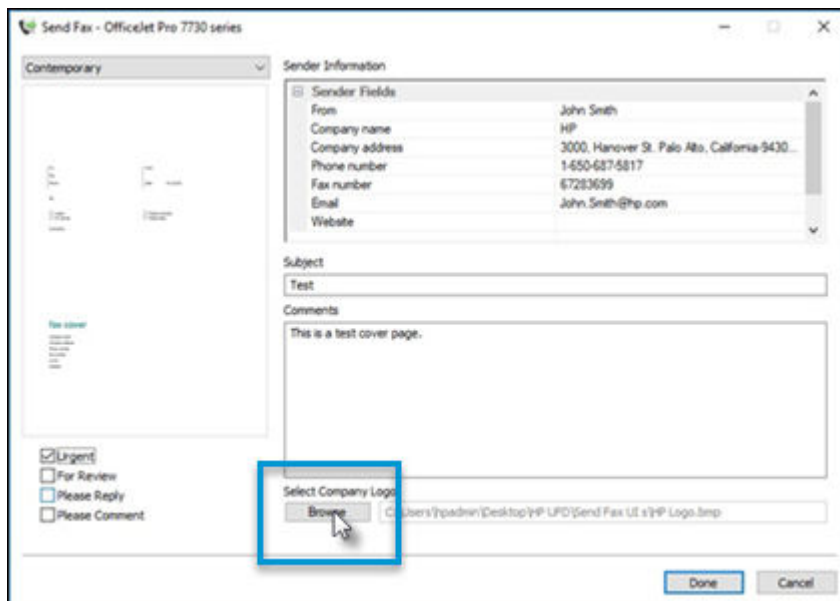 Send Fax - OfficeJet Pro 7730 series
Contemporary
Sender Information
Sender Fields
From John Smith
Company name HP
Company address 3000, Hanover St. Palo Alto, California-9430...
Phone number 1-650-687-5817
Fax number 67283699
Email John.Smith@hp.com
Website
Subject
Test
Comments
This is a test cover page.
fax cover
Urgent
For Review
Please Reply
Please Comment
Select Company Logo
Browse C:\Users\hpadmin\Desktop\HP UFD\Send Fax UI s\HP Logo.bmp
Done Cancel